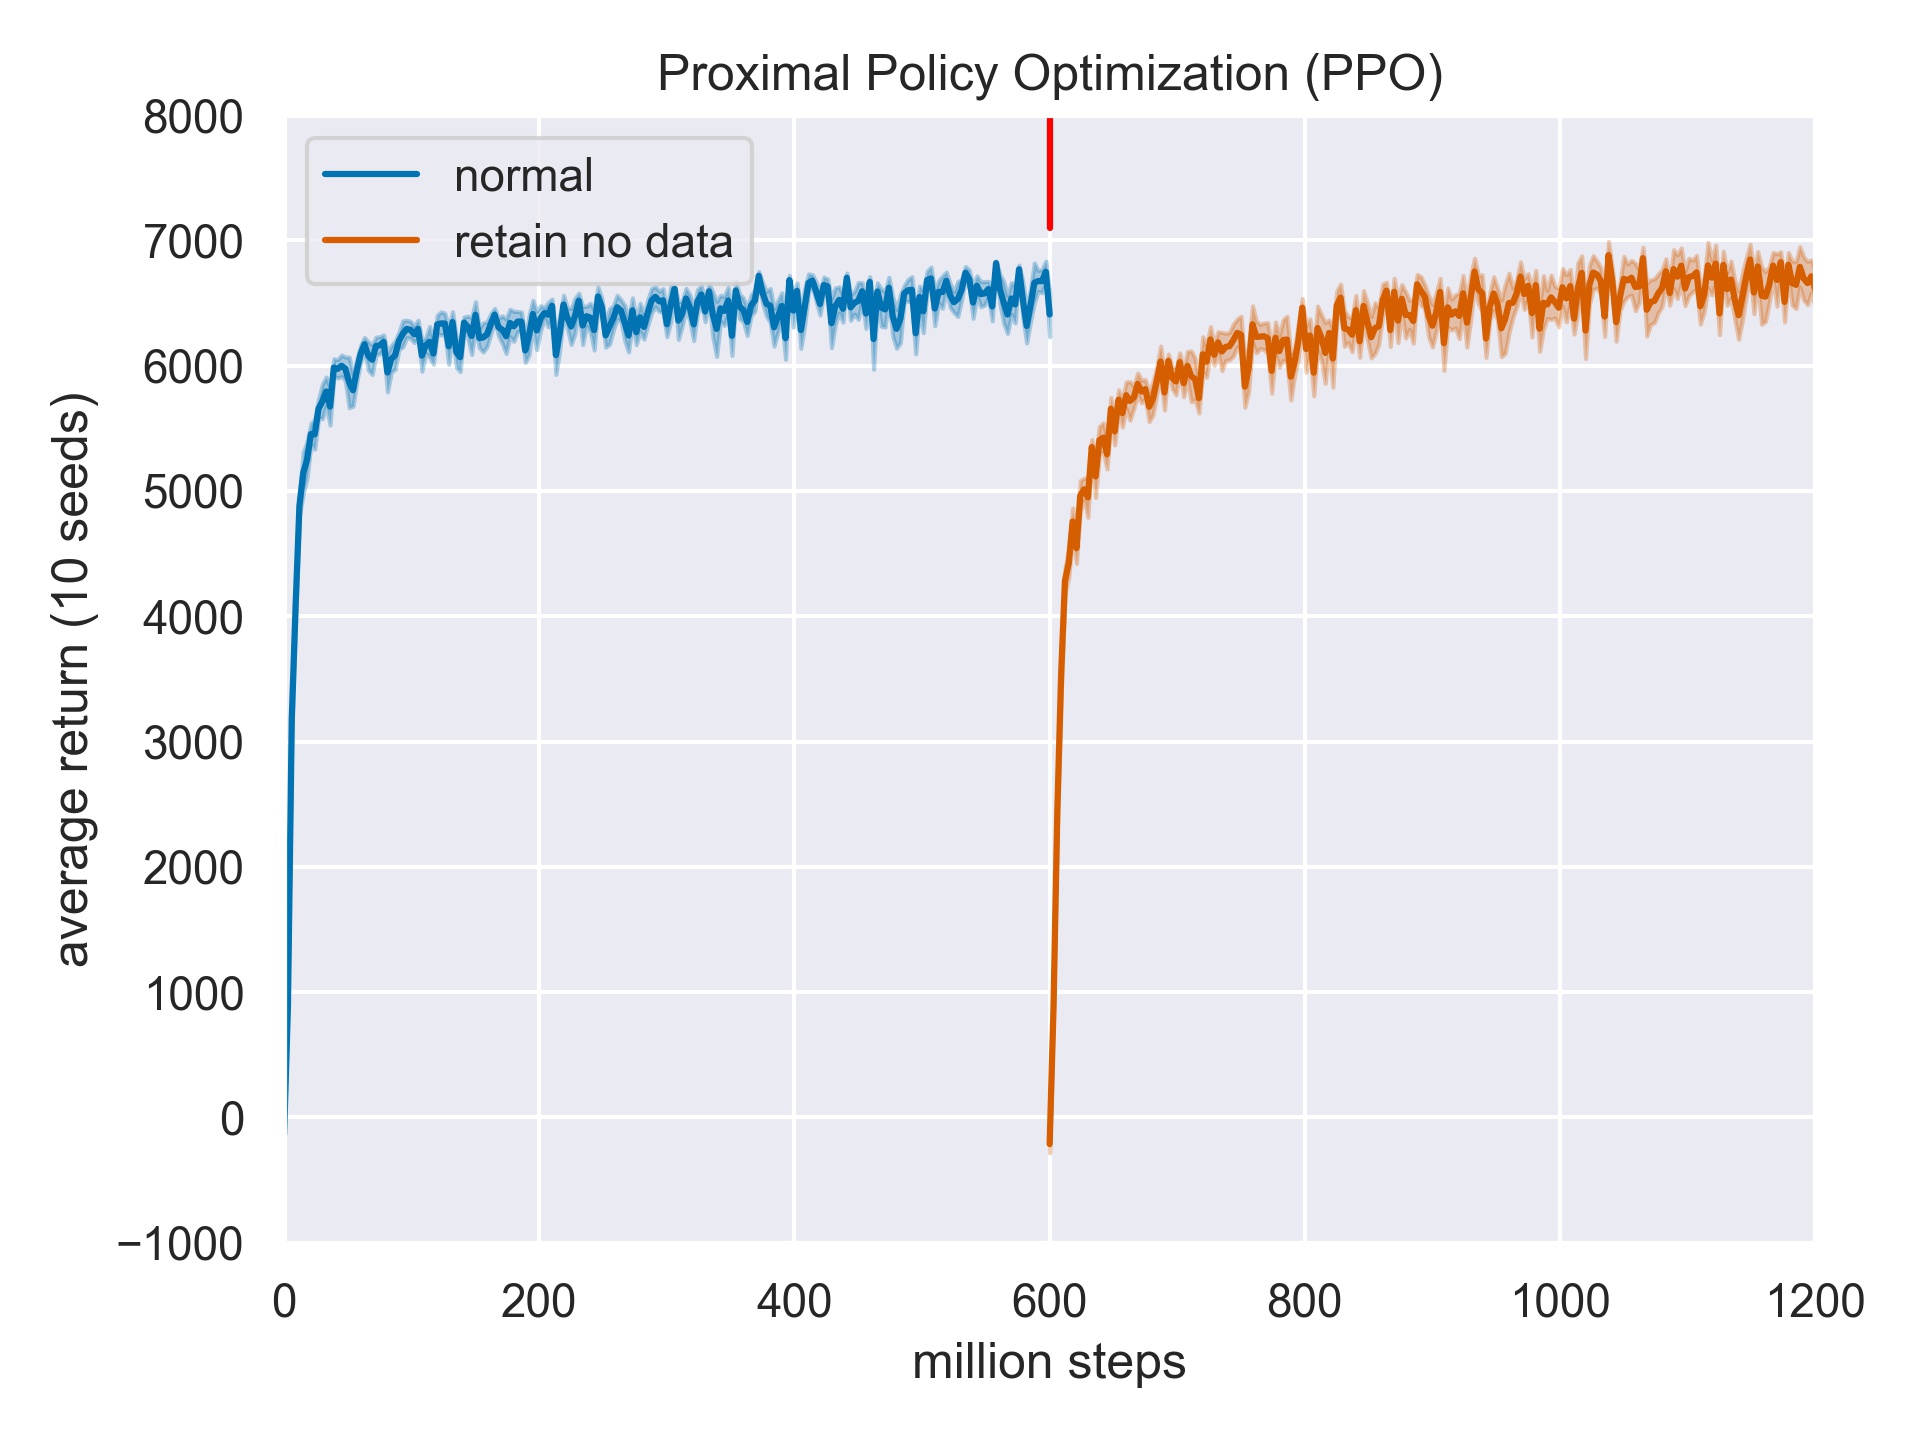 Proximal Policy Optimization (PPO)
normal
retain no data
8000
7000
6000
5000
4000
3000
2000
1000
0
−1000
average return (10 seeds)
0 200 400 600 800 1000 1200
million steps